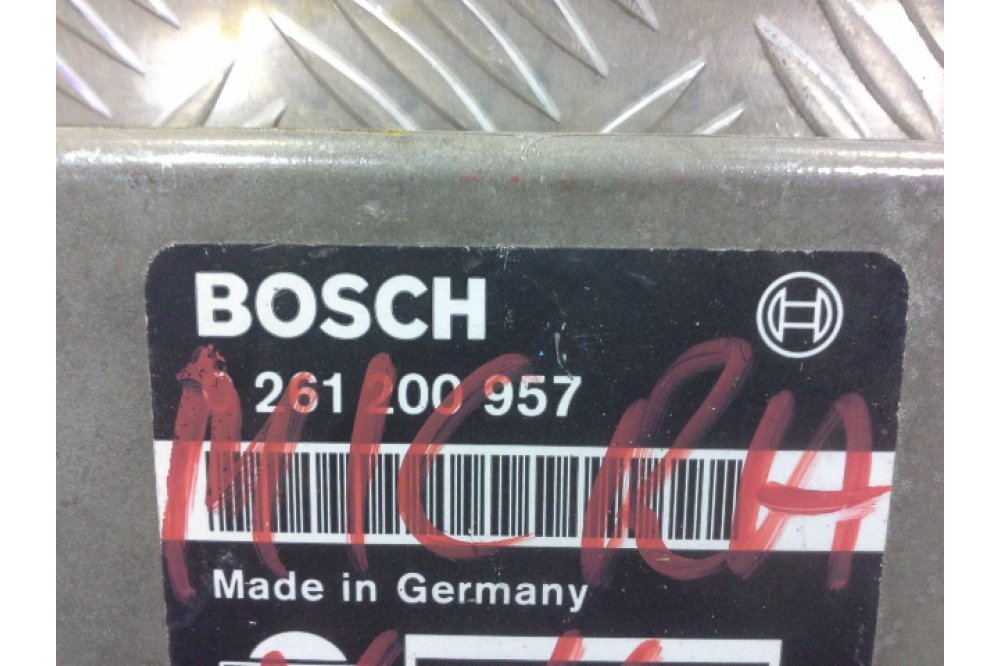 BOSCH
261 200 957
MICRA
Made in Germany